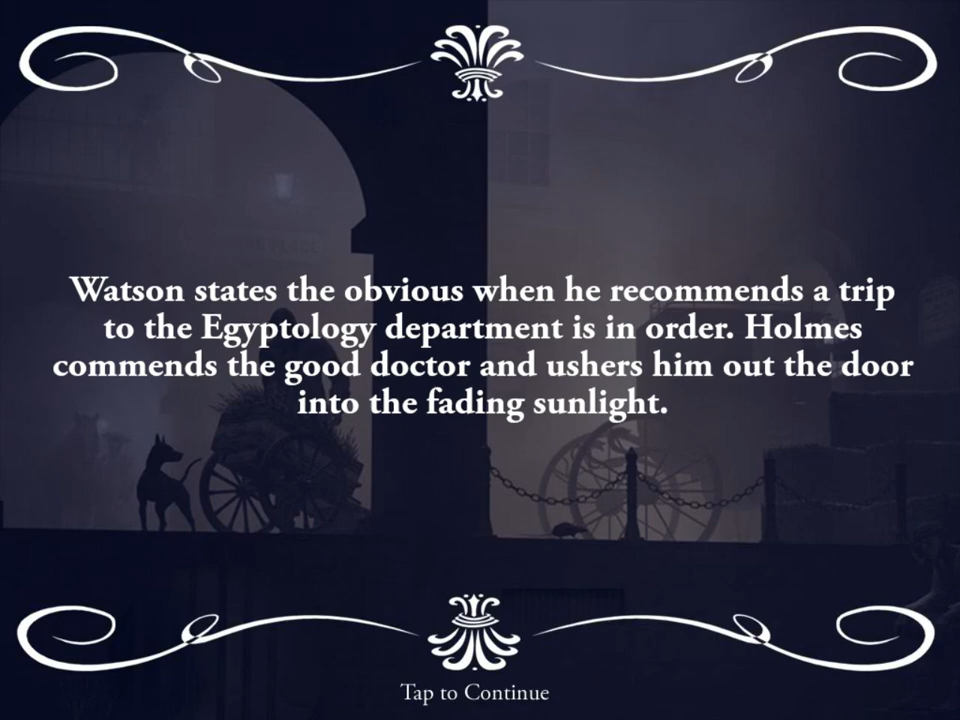 Watson states the obvious when he recommends a trip
to the Egyptology department is in order. Holmes
commends the good doctor and ushers him out the door
into the fading sunlight.
Tap to Continue